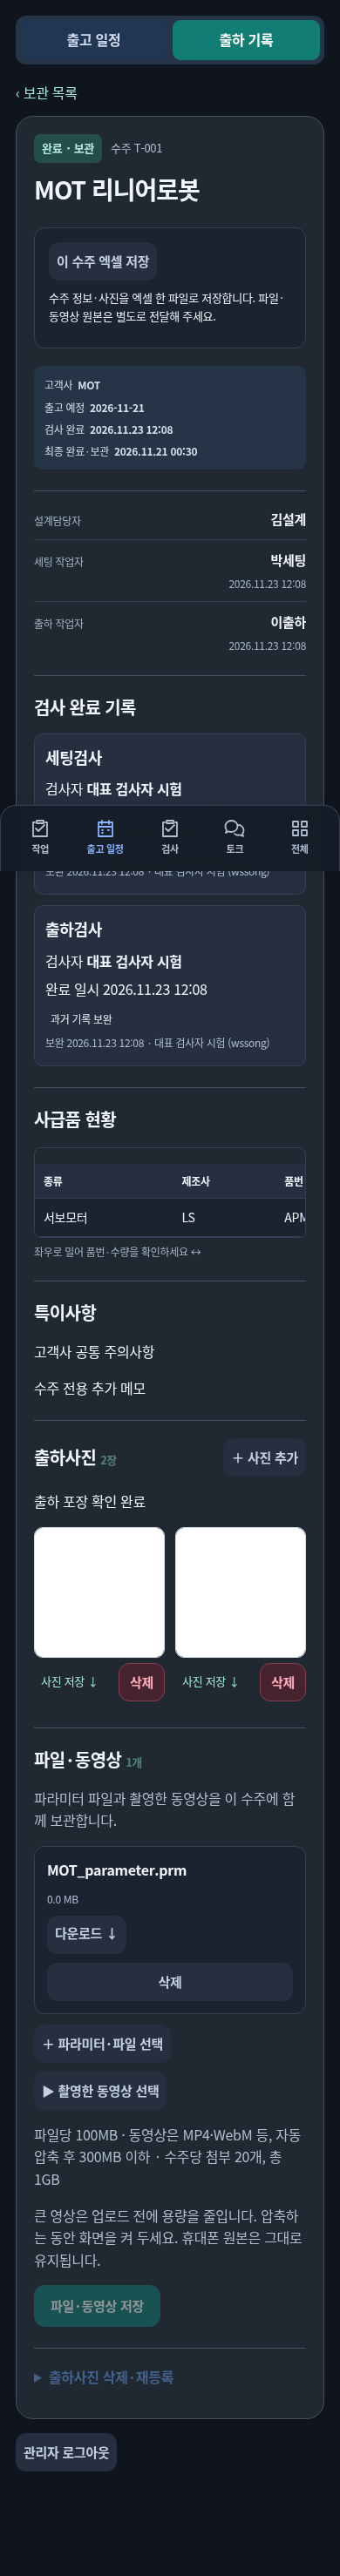 출고 일정
출하 기록
‹ 보관 목록
완료 · 보관
수주 T-001
MOT 리니어로봇
이 수주 엑셀 저장
수주 정보·사진을 엑셀 한 파일로 저장합니다. 파일·
동영상 원본은 별도로 전달해 주세요.
고객사 MOT
출고 예정 2026-11-21
검사 완료 2026.11.23 12:08
최종 완료·보관 2026.11.21 00:30
설계담당자 김설계
세팅 작업자 박세팅
2026.11.23 12:08
출하 작업자 이출하
2026.11.23 12:08
검사 완료 기록
세팅검사
검사자 대표 검사자 시험
작업
출고 일정
검사
토크
전체
보완 2026.11.23 12:08 · 대표 검사자 시험 (wssong)
출하검사
검사자 대표 검사자 시험
완료 일시 2026.11.23 12:08
과거 기록 보완
보완 2026.11.23 12:08 · 대표 검사자 시험 (wssong)
사급품 현황
종류 제조사 품번
서보모터 LS APM
좌우로 밀어 품번·수량을 확인하세요 ↔
특이사항
고객사 공통 주의사항
수주 전용 추가 메모
출하사진 2장
+ 사진 추가
출하 포장 확인 완료
사진 저장 ↓
삭제
사진 저장 ↓
삭제
파일·동영상 1개
파라미터 파일과 촬영한 동영상을 이 수주에 함
께 보관합니다.
MOT_parameter.prm
0.0 MB
다운로드 ↓
삭제
+ 파라미터·파일 선택
▶ 촬영한 동영상 선택
파일당 100MB · 동영상은 MP4·WebM 등, 자동
압축 후 300MB 이하 · 수주당 첨부 20개, 총
1GB
큰 영상은 업로드 전에 용량을 줄입니다. 압축하
는 동안 화면을 켜 두세요. 휴대폰 원본은 그대로
유지됩니다.
파일·동영상 저장
▶ 출하사진 삭제·재등록
관리자 로그아웃